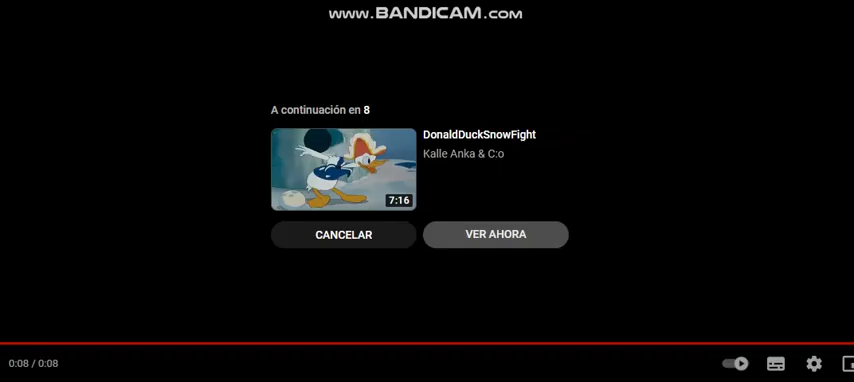 www.BANDICAM.com
A continuación en 8
DonaldDuckSnowFight
Kalle Anka & C:o
7:16
CANCELAR
VER AHORA
0:08 / 0:08